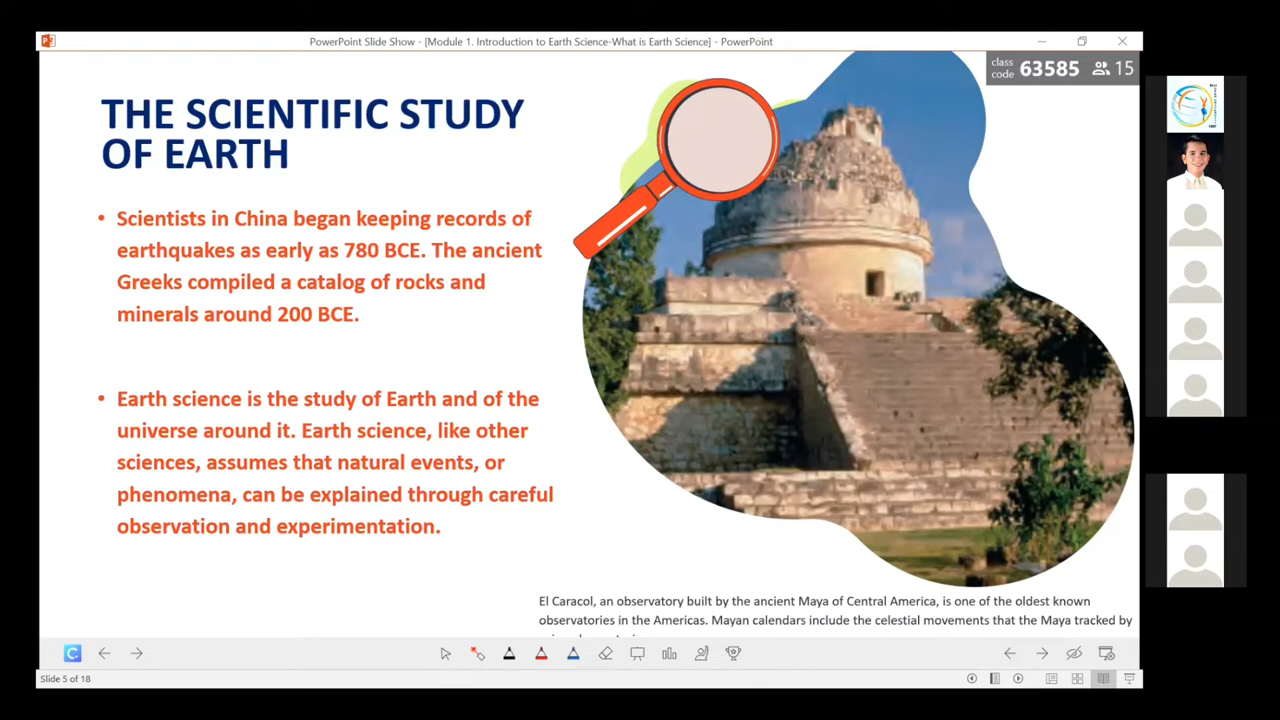 PowerPoint Slide Show - [Module 1. Introduction to Earth Science-What is Earth Science] - PowerPoint
class
code 63585 15
THE SCIENTIFIC STUDY
OF EARTH
• Scientists in China began keeping records of
earthquakes as early as 780 BCE. The ancient
Greeks compiled a catalog of rocks and
minerals around 200 BCE.
• Earth science is the study of Earth and of the
universe around it. Earth science, like other
sciences, assumes that natural events, or
phenomena, can be explained through careful
observation and experimentation.
El Caracol, an observatory built by the ancient Maya of Central America, is one of the oldest known
observatories in the Americas. Mayan calendars include the celestial movements that the Maya tracked by
Slide 5 of 18